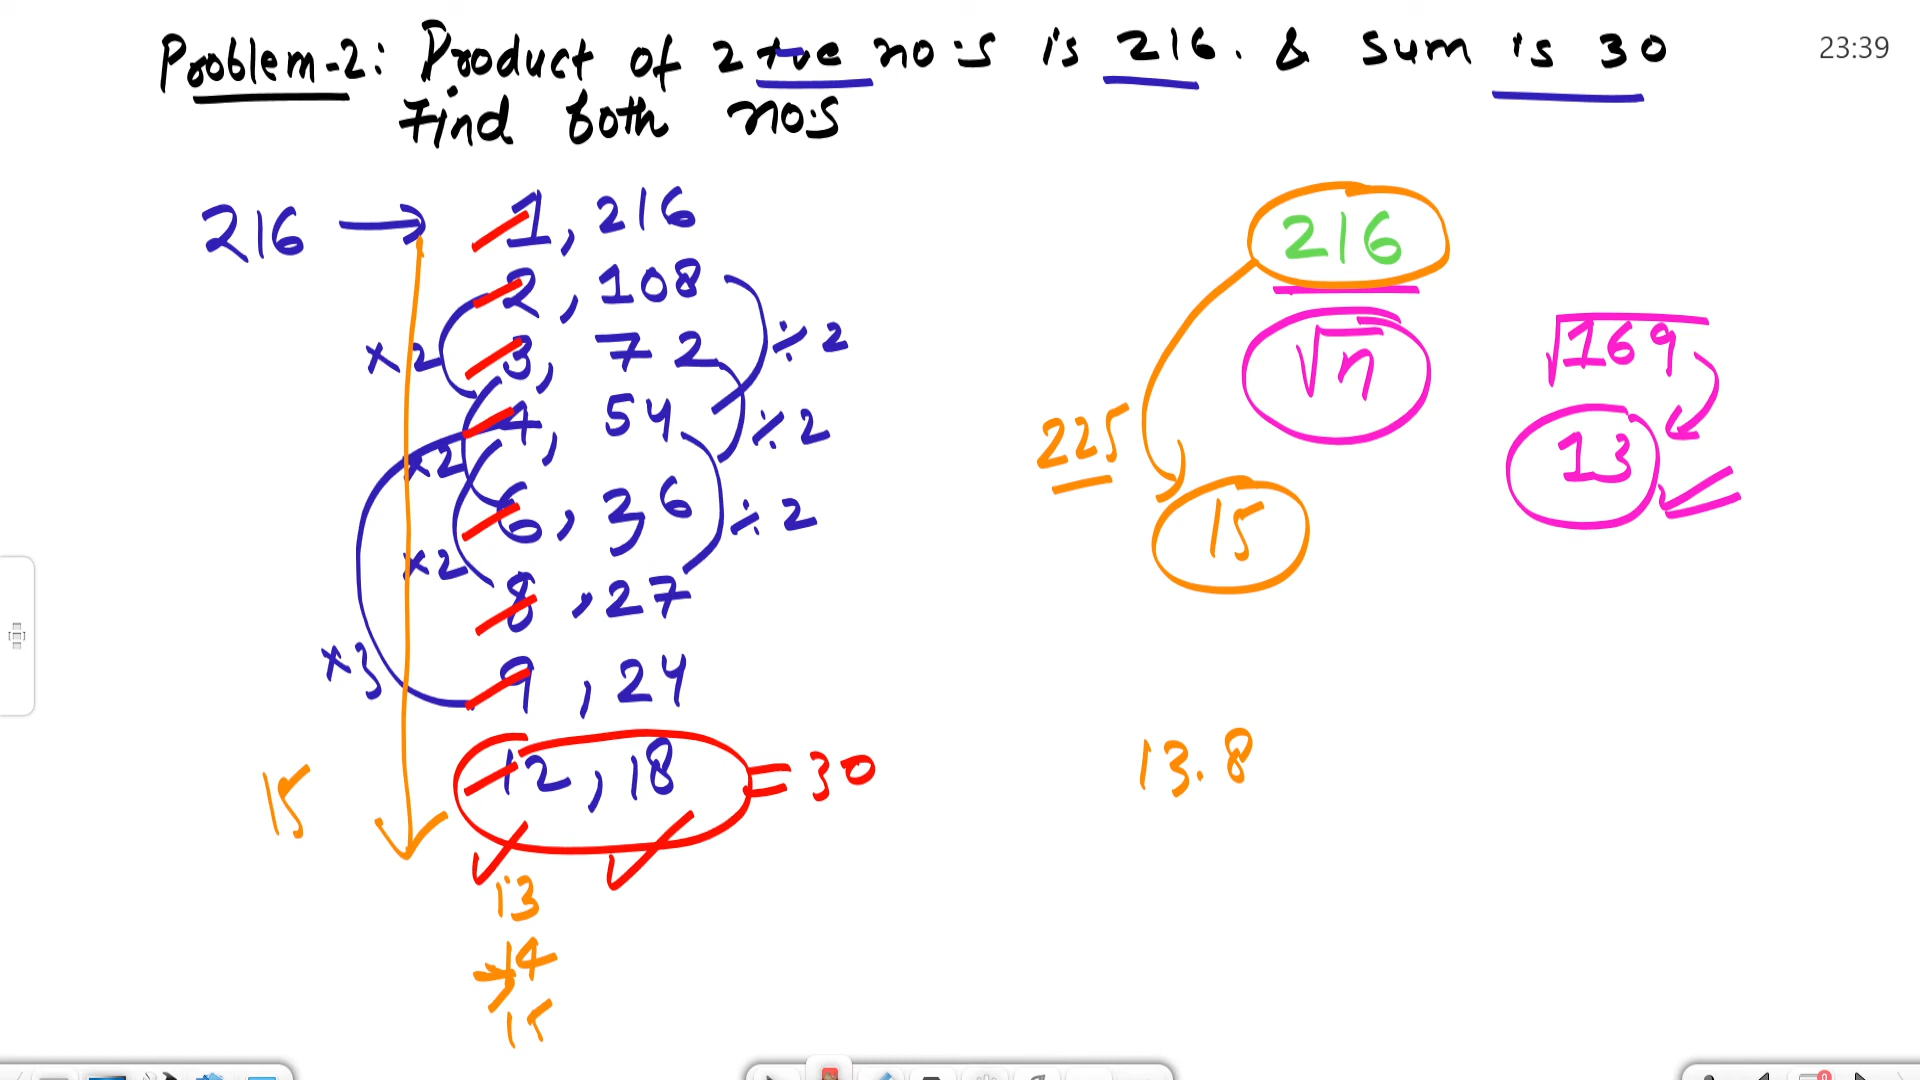 Problem-2: Product of 2 +ve no.s is 216. & sum is 30
23:39
Find both no.s
216 → 1, 216
2, 108
÷2
×2 3, 72
4, 54 ÷2
×2
6, 36 ÷2
×2
8, 27
×3
9, 24
15
12, 18 = 30
13
14
15
216
√n
√169
13
225
15
13.8